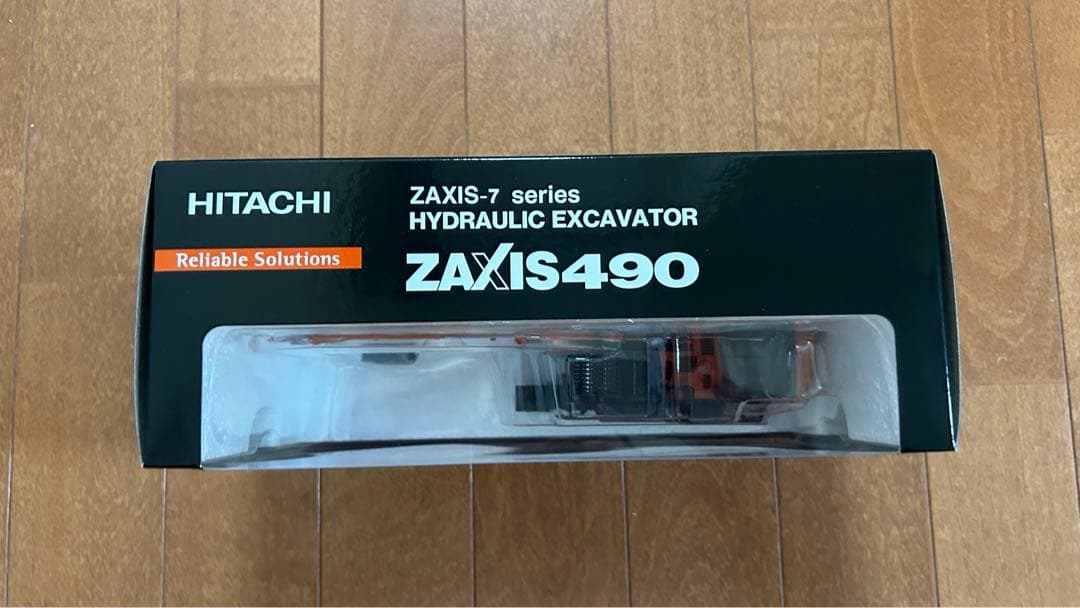 HITACHI
Reliable Solutions
ZAXIS-7 series
HYDRAULIC EXCAVATOR
ZAXIS490